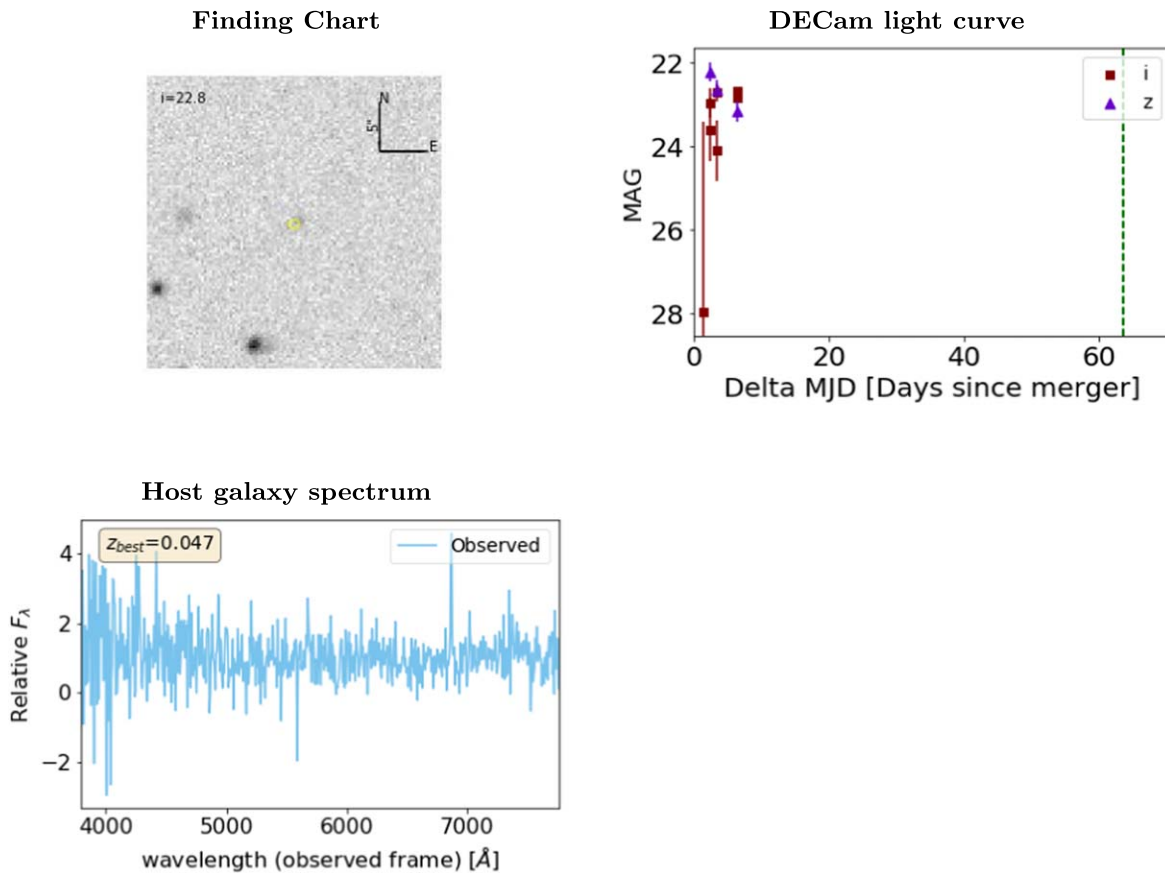 Finding Chart
i=22.8
N
5"
E
DECam light curve
22
24
26
28
MAG
i
z
0 20 40 60
Delta MJD [Days since merger]
Host galaxy spectrum
z_best=0.047
Observed
4
2
0
−2
Relative F_λ
4000 5000 6000 7000
wavelength (observed frame) [Å]